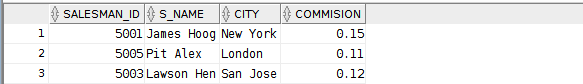 SALESMAN_ID S_NAME CITY COMMISION
1 5001 James Hoog New York 0.15
2 5005 Pit Alex London 0.11
3 5003 Lawson Hen San Jose 0.12